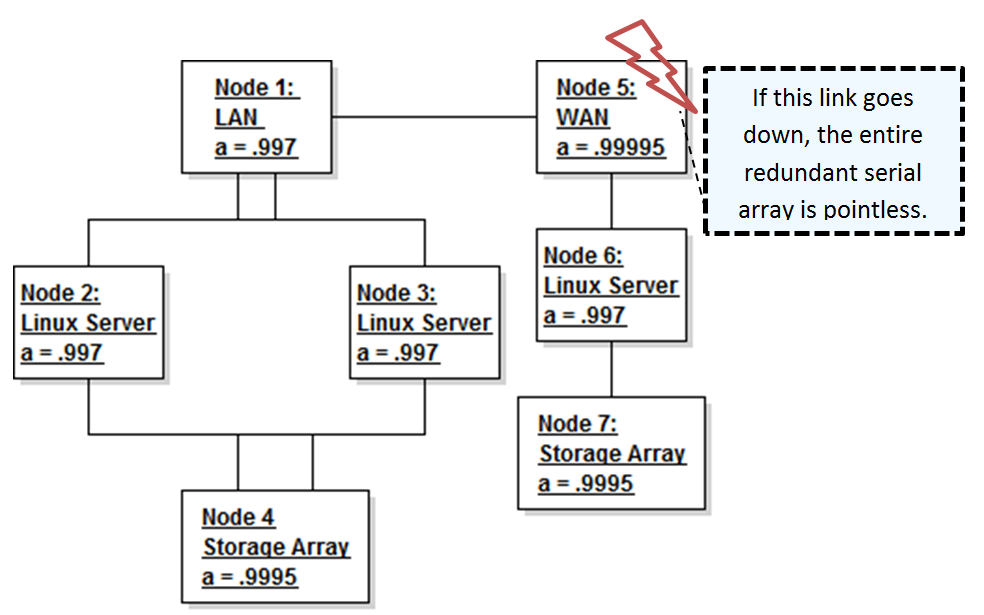 Node 1:
LAN
a = .997
Node 5:
WAN
a = .99995
If this link goes
down, the entire
redundant serial
array is pointless.
Node 2:
Linux Server
a = .997
Node 3:
Linux Server
a = .997
Node 6:
Linux Server
a = .997
Node 7:
Storage Array
a = .9995
Node 4
Storage Array
a = .9995